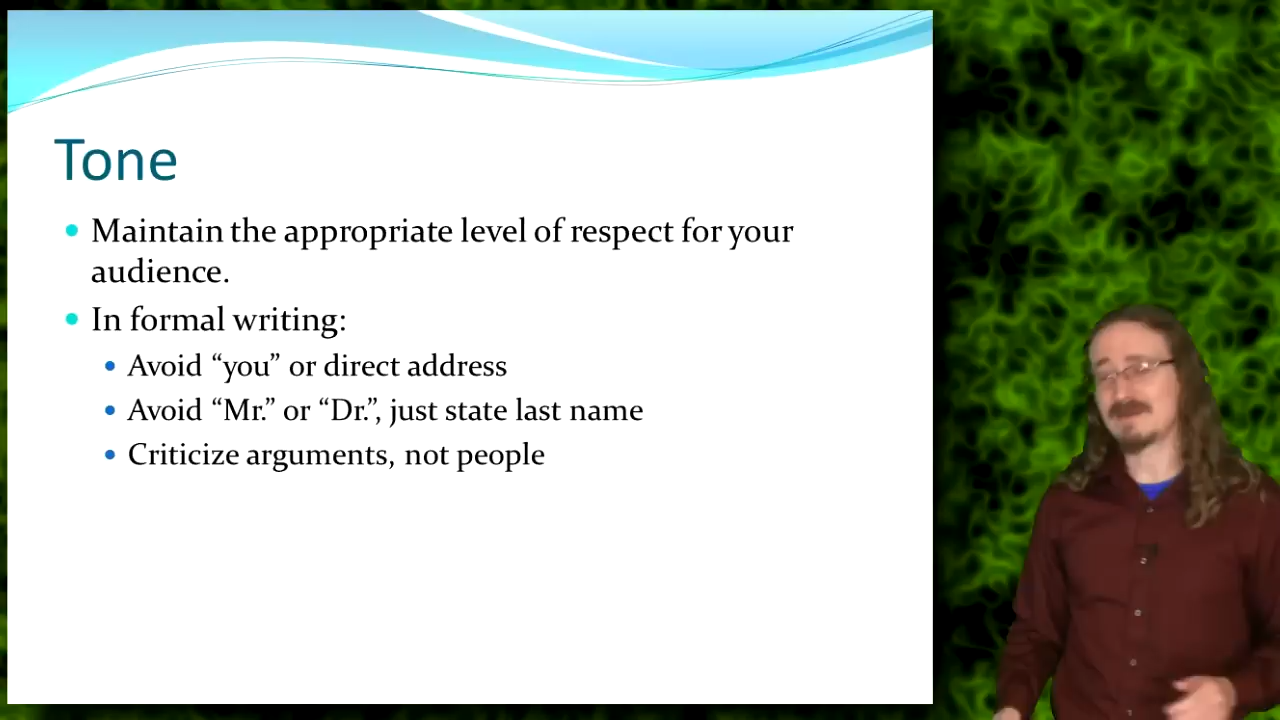 Tone
Maintain the appropriate level of respect for your
audience.
In formal writing:
Avoid “you” or direct address
Avoid “Mr.” or “Dr.”, just state last name
Criticize arguments, not people